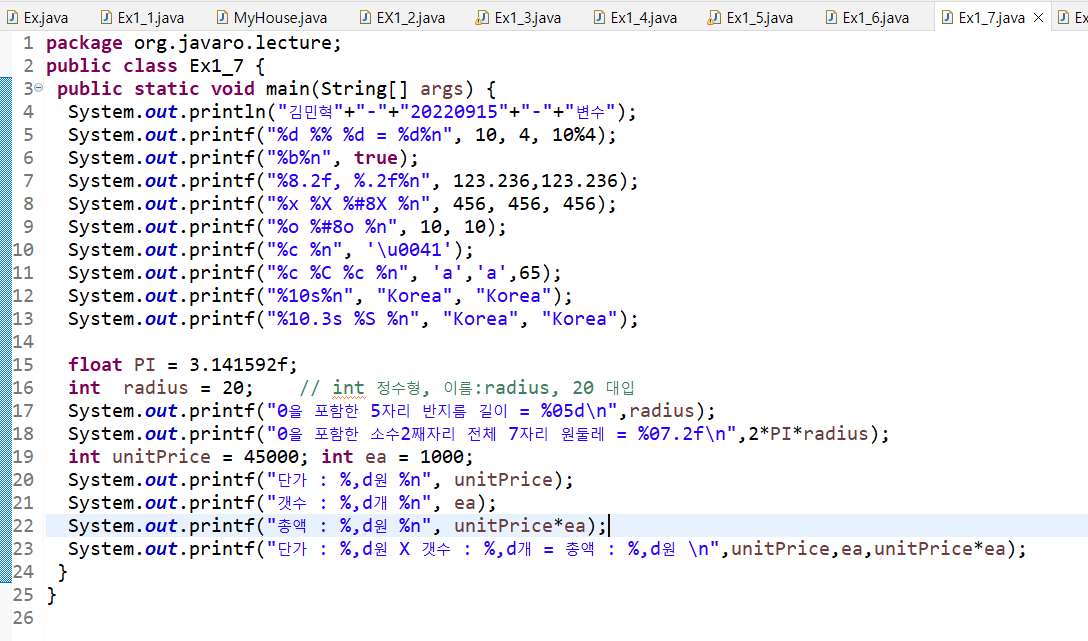 Ex.java Ex1_1.java MyHouse.java EX1_2.java Ex1_3.java Ex1_4.java Ex1_5.java Ex1_6.java Ex1_7.java Ex
1 package org.javaro.lecture;
2 public class Ex1_7 {
3 public static void main(String[] args) {
4 System.out.println("김민혁"+"-"+"20220915"+"-"+"변수");
5 System.out.printf("%d %% %d = %d%n", 10, 4, 10%4);
6 System.out.printf("%b%n", true);
7 System.out.printf("%8.2f, %.2f%n", 123.236,123.236);
8 System.out.printf("%x %X %#8X %n", 456, 456, 456);
9 System.out.printf("%o %#8o %n", 10, 10);
10 System.out.printf("%c %n", '\u0041');
11 System.out.printf("%c %C %c %n", 'a','a',65);
12 System.out.printf("%10s%n", "Korea", "Korea");
13 System.out.printf("%10.3s %S %n", "Korea", "Korea");
14
15 float PI = 3.141592f;
16 int radius = 20; // int 정수형, 이름:radius, 20 대입
17 System.out.printf("0을 포함한 5자리 반지름 길이 = %05d\n",radius);
18 System.out.printf("0을 포함한 소수2째자리 전체 7자리 원둘레 = %07.2f\n",2*PI*radius);
19 int unitPrice = 45000; int ea = 1000;
20 System.out.printf("단가 : %,d원 %n", unitPrice);
21 System.out.printf("갯수 : %,d개 %n", ea);
22 System.out.printf("총액 : %,d원 %n", unitPrice*ea);
23 System.out.printf("단가 : %,d원 X 갯수 : %,d개 = 총액 : %,d원 \n",unitPrice,ea,unitPrice*ea);
24 }
25 }
26